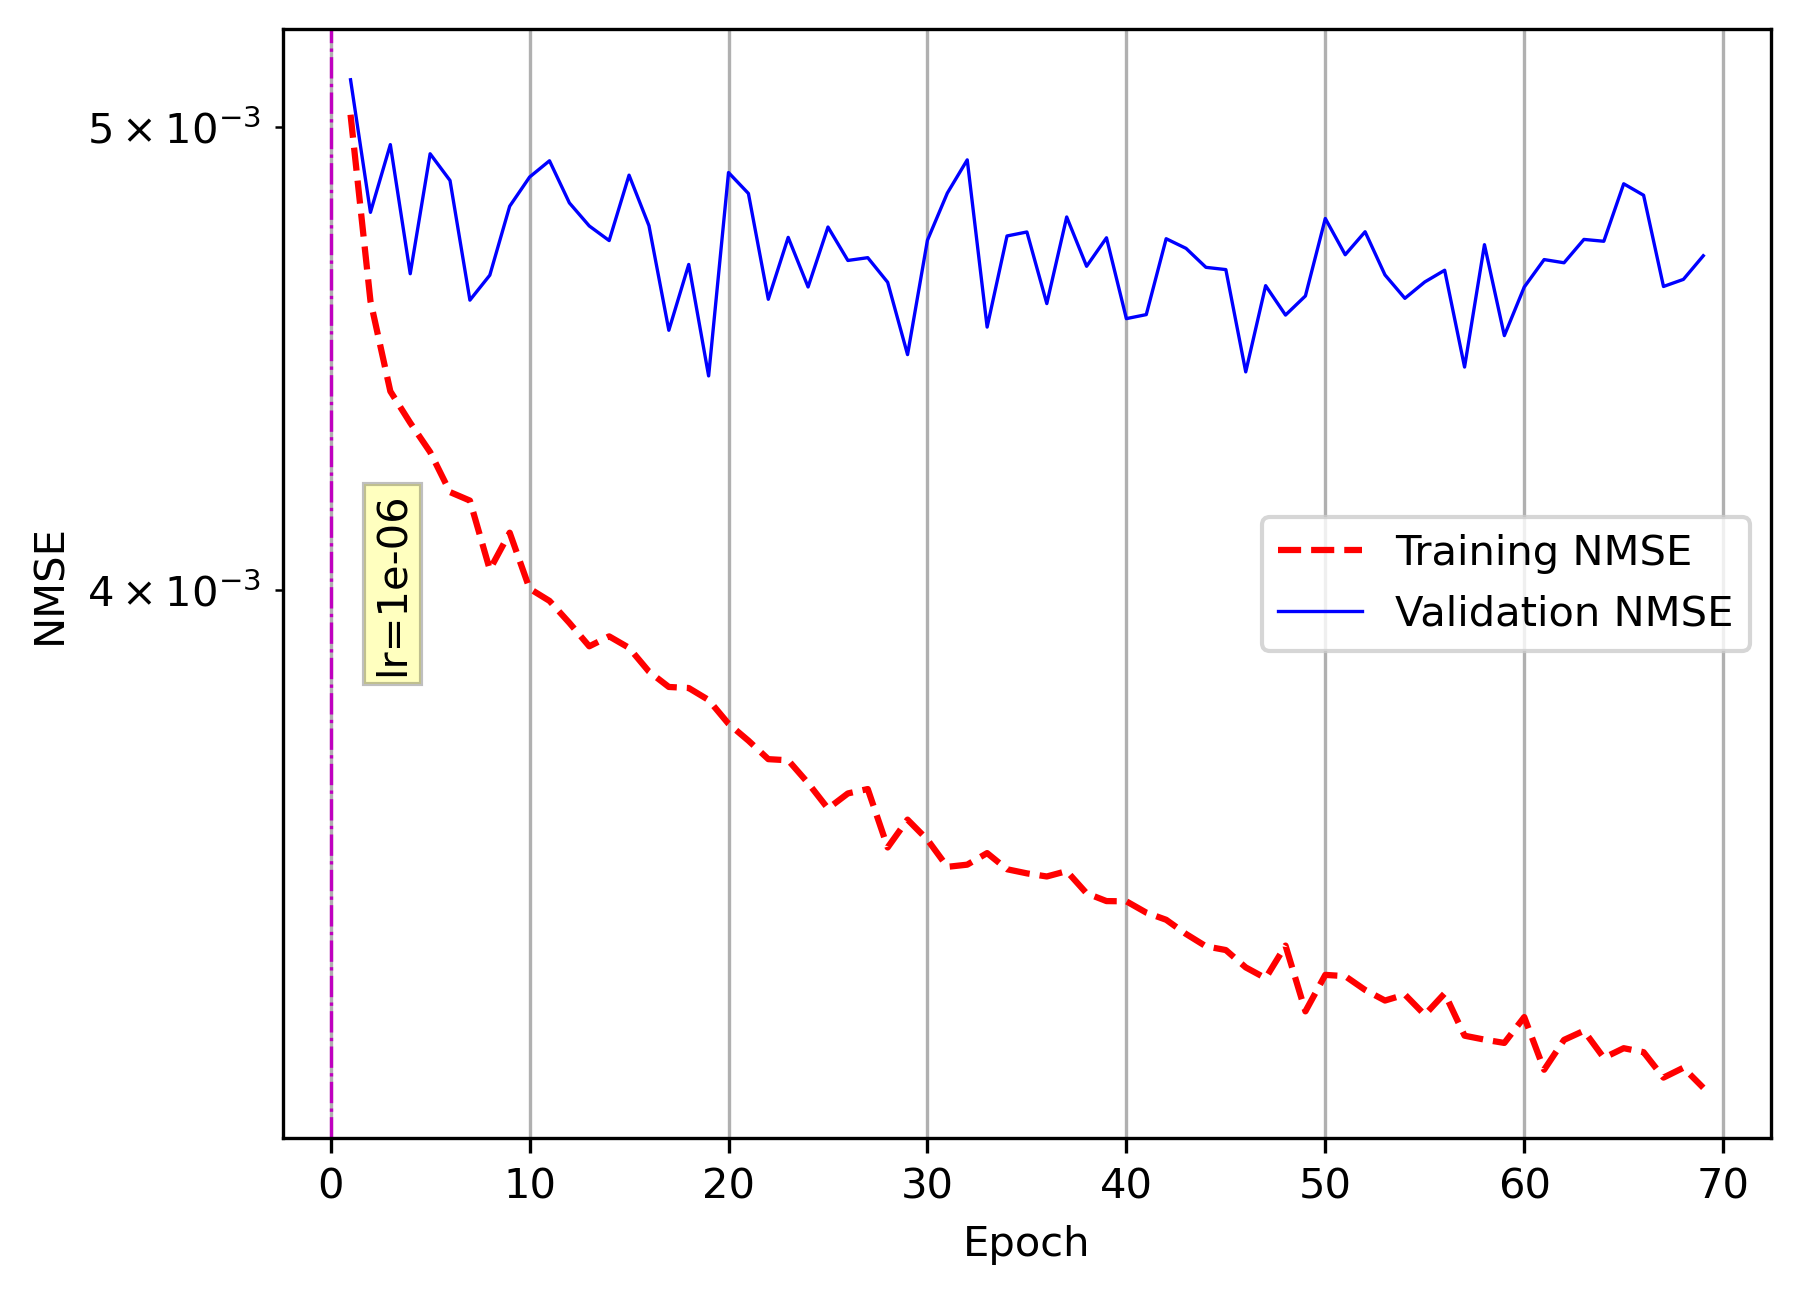 5×10⁻³
4×10⁻³
NMSE
lr=1e-06
Training NMSE
Validation NMSE
0 10 20 30 40 50 60 70
Epoch